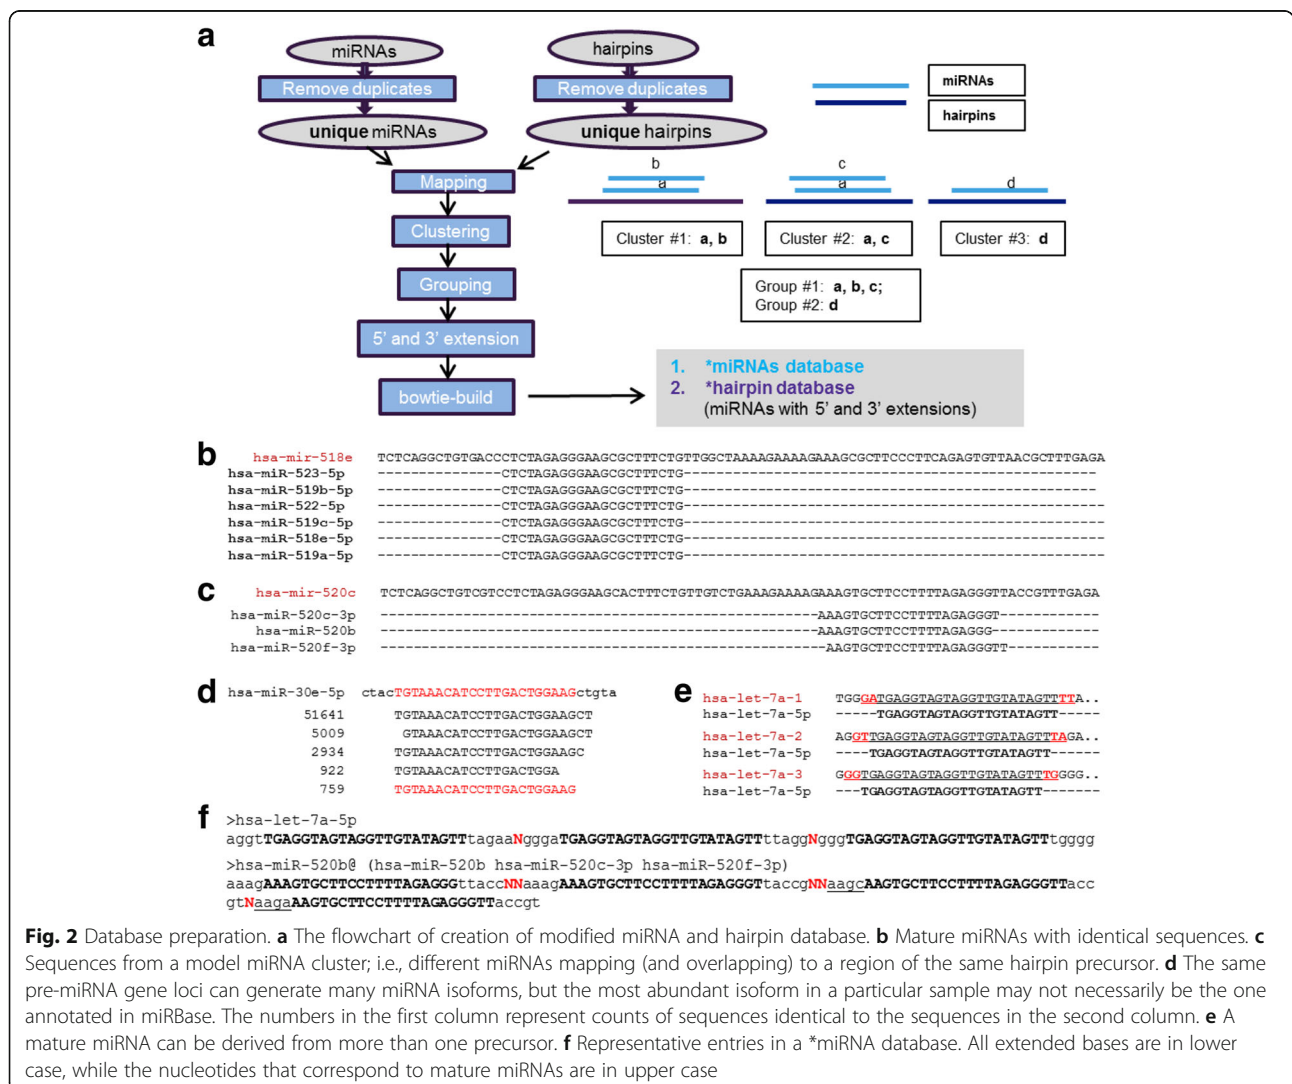 a
miRNAs
hairpins
Remove duplicates
Remove duplicates
unique miRNAs
unique hairpins
miRNAs
hairpins
Mapping
Clustering
Grouping
5' and 3' extension
bowtie-build
b
a
c
a
d
Cluster #1: a, b
Cluster #2: a, c
Cluster #3: d
Group #1: a, b, c;
Group #2: d
1. *miRNAs database
2. *hairpin database
(miRNAs with 5' and 3' extensions)
b
hsa-mir-518e TCTCAGGCTGTGACCCTCTAGAGGGAAGCGCTTTCTGTTGGCTAAAAGAAAAGAAAGCGCTTCCCTTCAGAGTGTTAACGCTTTGAGA
hsa-miR-523-5p ---------------CTCTAGAGGGAAGCGCTTTCTG--------------------------------------------------
hsa-miR-519b-5p ---------------CTCTAGAGGGAAGCGCTTTCTG--------------------------------------------------
hsa-miR-522-5p ---------------CTCTAGAGGGAAGCGCTTTCTG---------------------------------------------------
hsa-miR-519c-5p ---------------CTCTAGAGGGAAGCGCTTTCTG---------------------------------------------------
hsa-miR-518e-5p ---------------CTCTAGAGGGAAGCGCTTTCTG---------------------------------------------------
hsa-miR-519a-5p ---------------CTCTAGAGGGAAGCGCTTTCTG---------------------------------------------------
c
hsa-mir-520c TCTCAGGCTGTCGTCCTCTAGAGGGAAGCACTTTCTGTTGTCTGAAAGAAAAGAAAGTGCTTCCTTTTAGAGGGTTACCGTTTGAGA
hsa-miR-520c-3p -----------------------------------------------------AAAGTGCTTCCTTTTAGAGGGT------------
hsa-miR-520b -----------------------------------------------------AAAGTGCTTCCTTTTAGAGGG-------------
hsa-miR-520f-3p ------------------------------------------------------AAGTGCTTCCTTTTAGAGGGTT-----------
d
hsa-miR-30e-5p ctacTGTAAACATCCTTGACTGGAAGctgta
51641 TGTAAACATCCTTGACTGGAAGCT
5009 GTAAACATCCTTGACTGGAAGCT
2934 TGTAAACATCCTTGACTGGAAGC
922 TGTAAACATCCTTGACTGGA
759 TGTAAACATCCTTGACTGGAAG
e
hsa-let-7a-1 TGGGATGAGGTAGTAGGTTGTATAGTTTTA..
hsa-let-7a-5p -----TGAGGTAGTAGGTTGTATAGTT-----
hsa-let-7a-2 AGGTTGAGGTAGTAGGTTGTATAGTTTAGA..
hsa-let-7a-5p ----TGAGGTAGTAGGTTGTATAGTT------
hsa-let-7a-3 GGGTGAGGTAGTAGGTTGTATAGTTTGGGG..
hsa-let-7a-5p ---TGAGGTAGTAGGTTGTATAGTT-------
f
>hsa-let-7a-5p
aggtTGAGGTAGTAGGTTGTATAGTTtagaaNgggaTGAGGTAGTAGGTTGTATAGTTttaggNgggTGAGGTAGTAGGTTGTATAGTTtgggg
>hsa-miR-520b@ (hsa-miR-520b hsa-miR-520c-3p hsa-miR-520f-3p)
aaagAAAGTGCTTCCTTTTAGAGGGttaccNNaaagAAAGTGCTTCCTTTTAGAGGGTtaccgNNaagcAAGTGCTTCCTTTTAGAGGGTTacc
gtNaagaAAGTGCTTCCTTTTAGAGGGTTaccgt
Fig. 2 Database preparation. a The flowchart of creation of modified miRNA and hairpin database. b Mature miRNAs with identical sequences. c
Sequences from a model miRNA cluster; i.e., different miRNAs mapping (and overlapping) to a region of the same hairpin precursor. d The same
pre-miRNA gene loci can generate many miRNA isoforms, but the most abundant isoform in a particular sample may not necessarily be the one
annotated in miRBase. The numbers in the first column represent counts of sequences identical to the sequences in the second column. e A
mature miRNA can be derived from more than one precursor. f Representative entries in a *miRNA database. All extended bases are in lower
case, while the nucleotides that correspond to mature miRNAs are in upper case